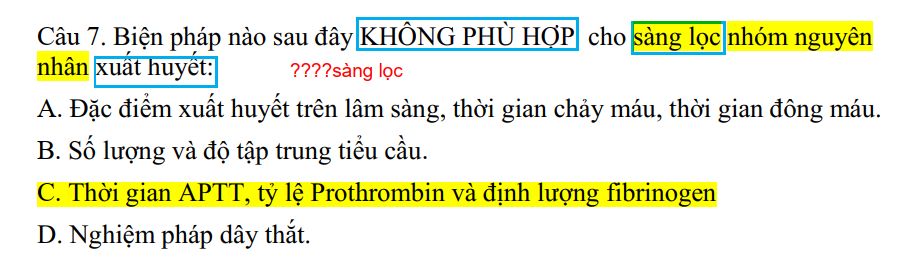 Câu 7. Biện pháp nào sau đây KHÔNG PHÙ HỢP cho sàng lọc nhóm nguyên
nhân xuất huyết:
????sàng lọc
A. Đặc điểm xuất huyết trên lâm sàng, thời gian chảy máu, thời gian đông máu.
B. Số lượng và độ tập trung tiểu cầu.
C. Thời gian APTT, tỷ lệ Prothrombin và định lượng fibrinogen
D. Nghiệm pháp dây thắt.